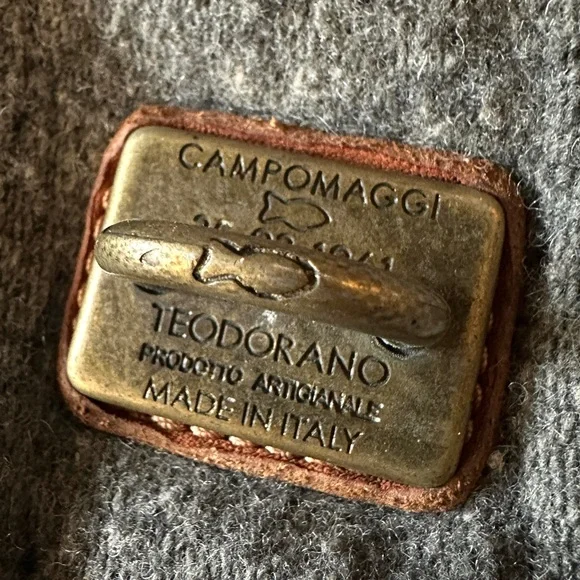 CAMPOMAGGI
TEODORANO
PRODOTTO ARTIGIANALE
MADE IN ITALY